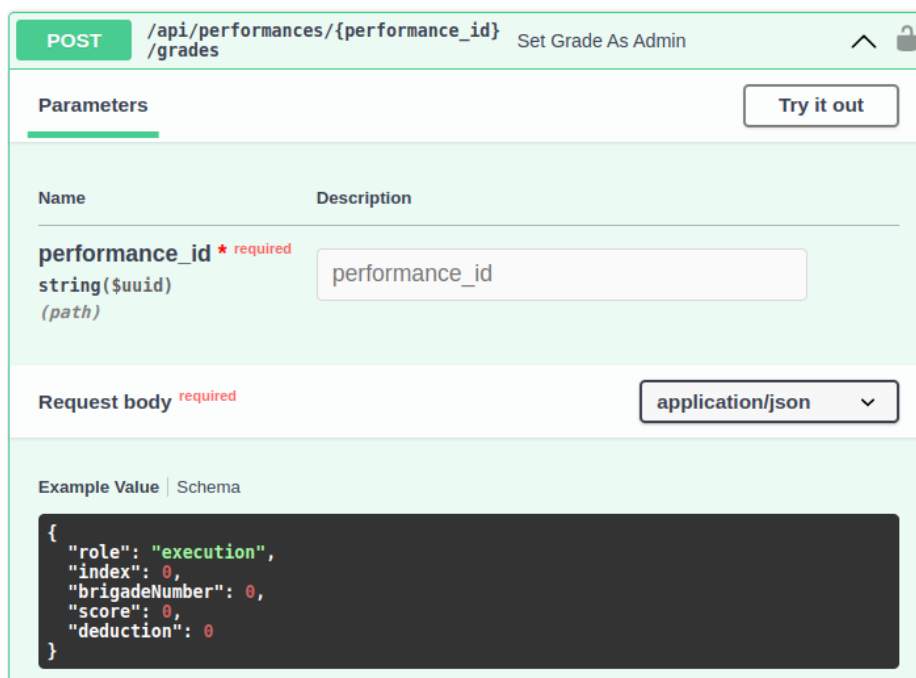 POST /api/performances/{performance_id}
/grades Set Grade As Admin
Parameters Try it out
Name Description
performance_id * required
string($uuid)
(path)
performance_id
Request body required application/json
Example Value Schema
{
"role": "execution",
"index": 0,
"brigadeNumber": 0,
"score": 0,
"deduction": 0
}